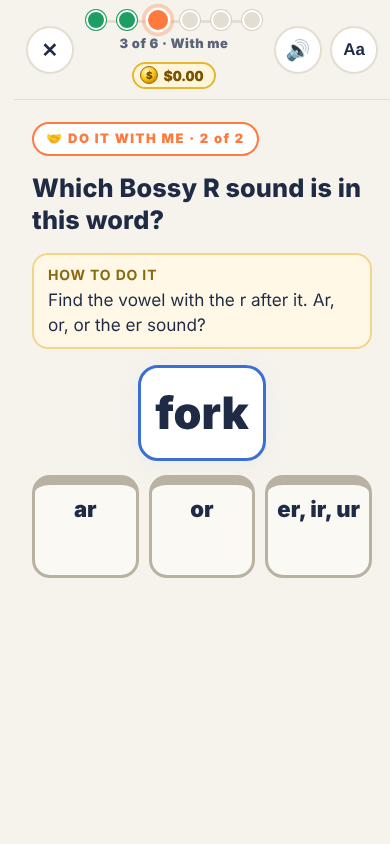 ✕
3 of 6 · With me
$ $0.00
Aa
DO IT WITH ME · 2 of 2
Which Bossy R sound is in
this word?
HOW TO DO IT
Find the vowel with the r after it. Ar,
or, or the er sound?
fork
ar
or
er, ir, ur